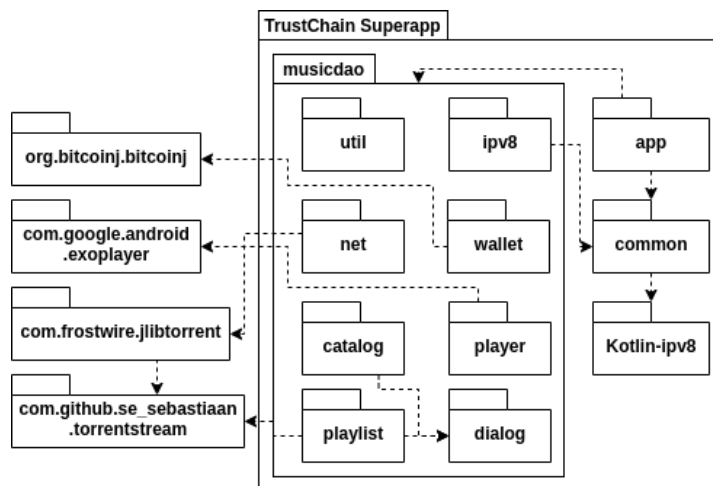 TrustChain Superapp
musicdao
org.bitcoinj.bitcoinj
util
ipv8
app
com.google.android
.exoplayer
net
wallet
common
com.frostwire.jlibtorrent
catalog
player
Kotlin-ipv8
com.github.se_sebastiaan
.torrentstream
playlist
dialog